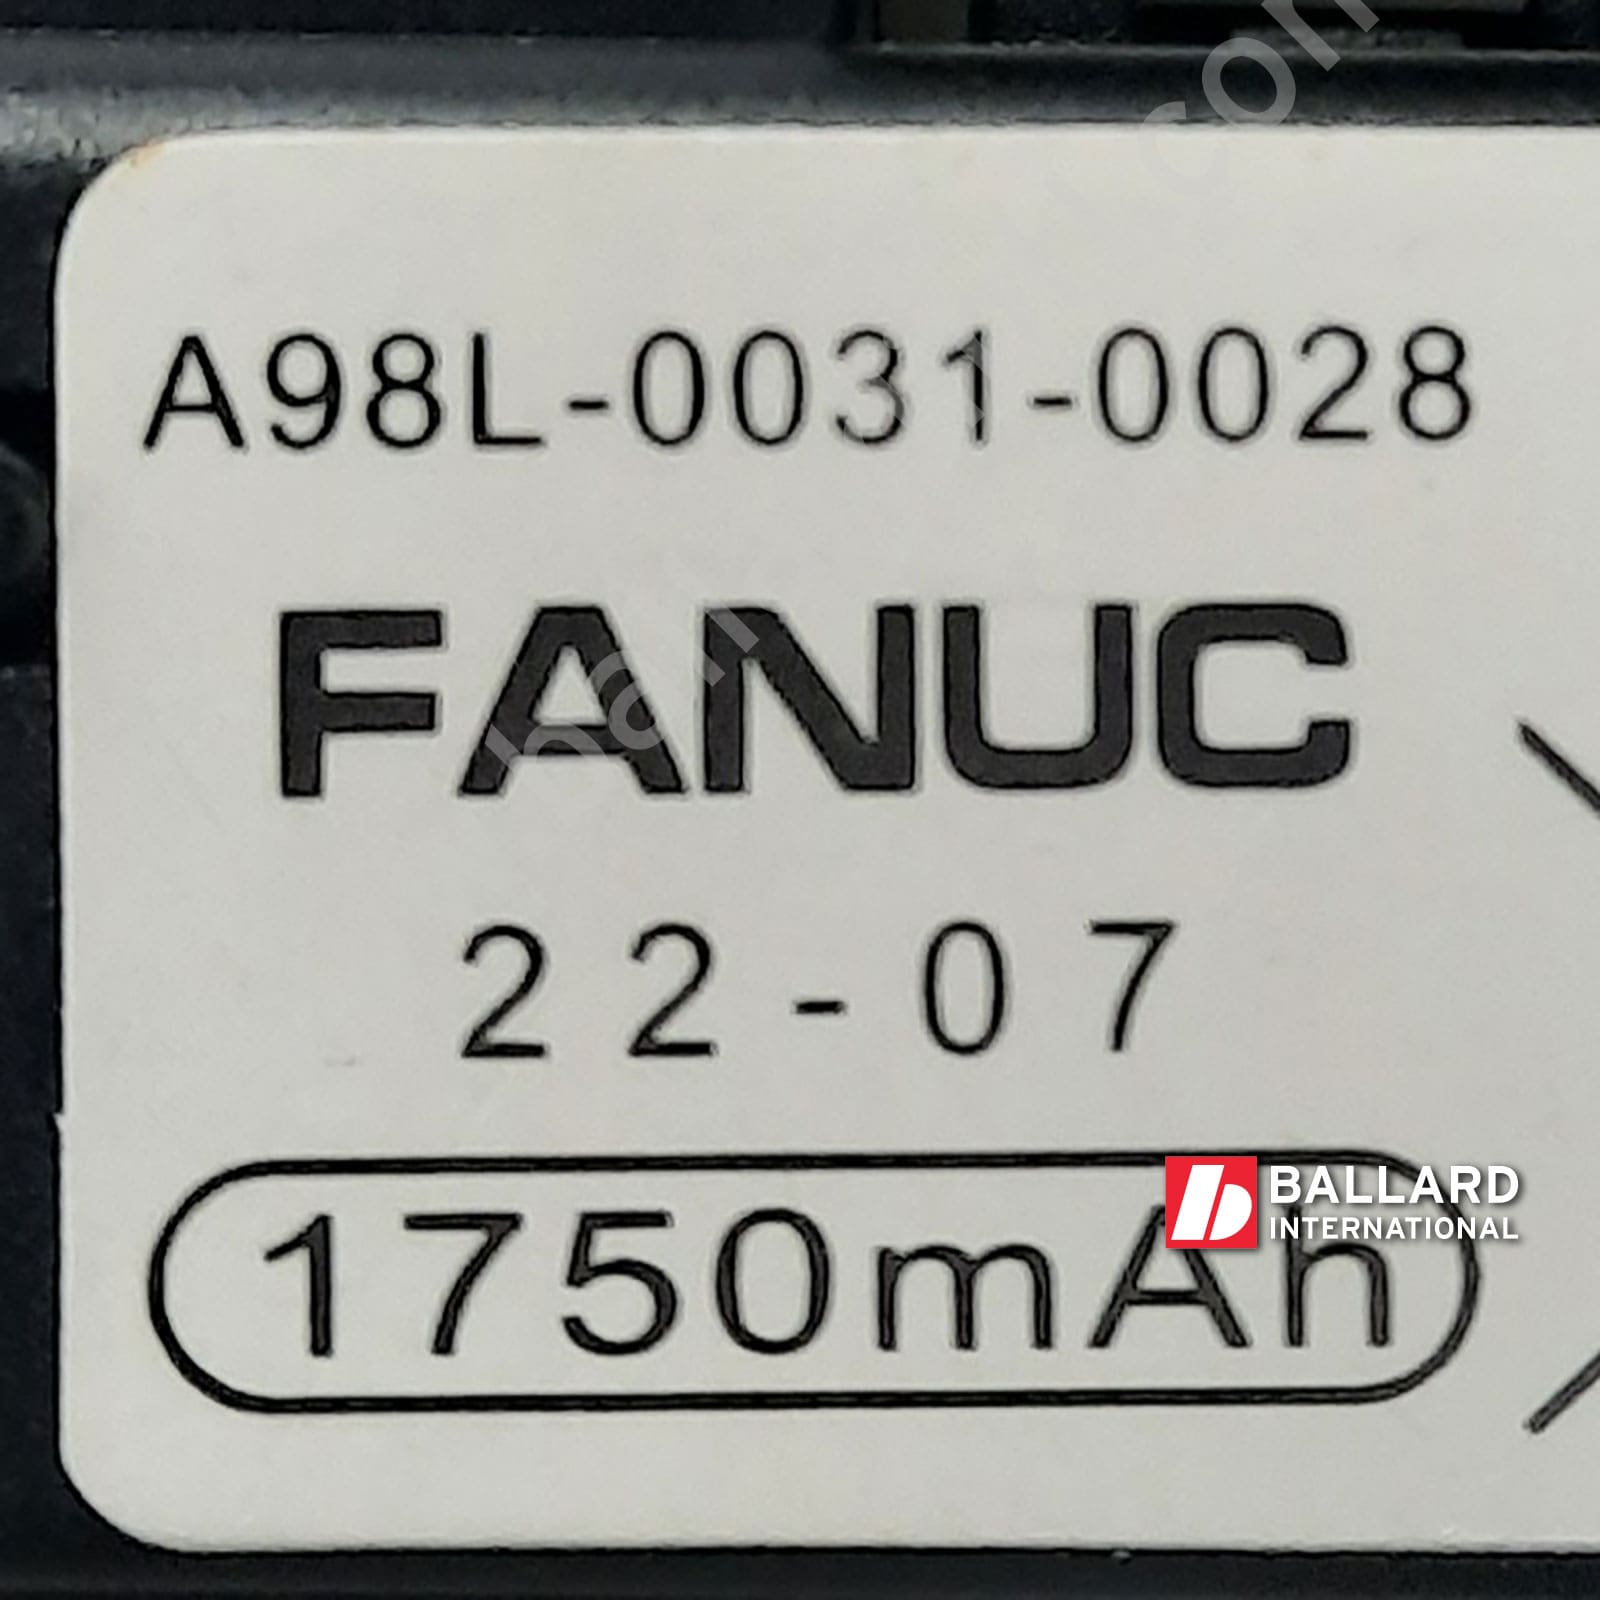 A98L-0031-0028
FANUC
22-07
1750mAh
BALLARD
INTERNATIONAL